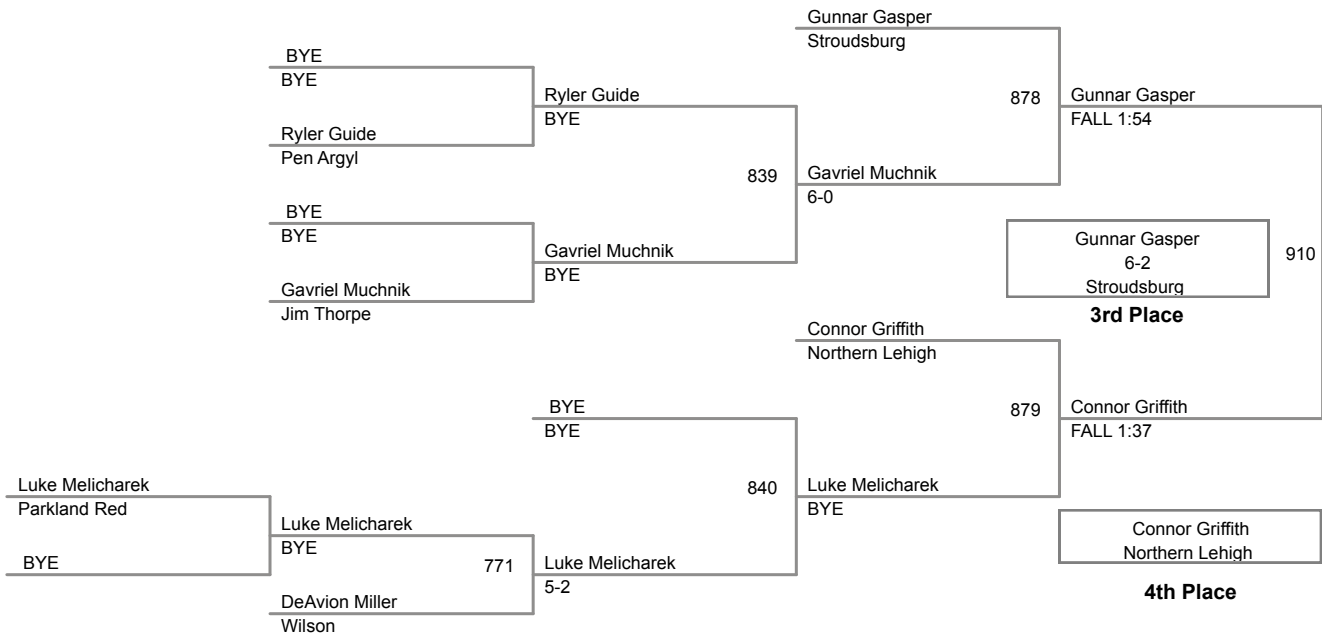 Gunnar Gasper
Stroudsburg
BYE
BYE
Ryler Guide
BYE
878
Gunnar Gasper
FALL 1:54
Ryler Guide
Pen Argyl
839
Gavriel Muchnik
6-0
BYE
BYE
Gavriel Muchnik
BYE
Gunnar Gasper
6-2
Stroudsburg
910
Gavriel Muchnik
Jim Thorpe
3rd Place
Connor Griffith
Northern Lehigh
BYE
BYE
879
Connor Griffith
FALL 1:37
Luke Melicharek
Parkland Red
840
Luke Melicharek
BYE
Luke Melicharek
BYE
Connor Griffith
Northern Lehigh
BYE
771
Luke Melicharek
5-2
4th Place
DeAvion Miller
Wilson